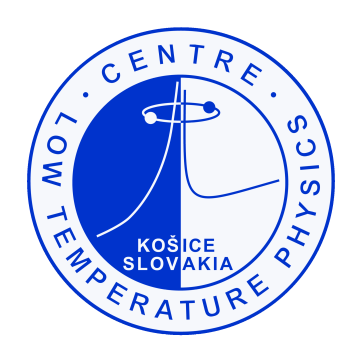 · CENTRE ·
LOW TEMPERATURE PHYSICS
KOŠICE
SLOVAKIA